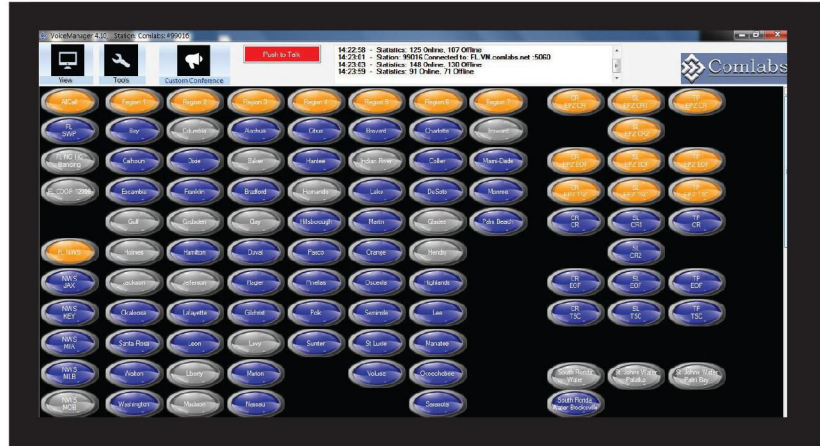 VoiceManager 4.10, Station: Comlabs: #99016
View
Tools
Custom Conference
Push to Talk
14:22:58 - Statistics: 125 Online, 107 Offline
14:23:01 - Station: 99016 Connected to: FL.VN.comlabs.net :5060
14:23:03 - Statistics: 148 Online, 130 Offline
14:23:59 - Statistics: 91 Online, 71 Offline
Comlabs
AllCall Region 1 Region 2 Region 3 Region 4 Region 5 Region 6 Region 7
CR EPZ CR
SL EPZ CR1
TP EPZ CR
FL SWP Bay Columbia Alachua Citrus Brevard Charlotte Broward
SL EPZ CR2
Calhoun Dixie Baker Hardee Indian River Collier Miami-Dade
CR EPZ EOF
SL EPZ EOF
TP EPZ EOF
Escambia Franklin Bradford Hernando Lake DeSoto Monroe
CR EPZ TSC
SL EPZ TSC
TP EPZ TSC
Gulf Gadsden Clay Hillsborough Martin Glades Palm Beach
CR CR
SL CR1
TP CR
FL NWS Holmes Hamilton Duval Pasco Orange Hendry
SL CR2
NWS JAX Jackson Jefferson Flagler Pinellas Osceola Highlands
CR EOF
SL EOF
TP EOF
NWS KEY Okaloosa Lafayette Gilchrist Polk Seminole Lee
CR TSC
SL TSC
TP TSC
NWS MIA Santa Rosa Leon Levy Sumter St Lucie Manatee
NWS MLB Walton Liberty Marion Volusia Okeechobee
South Florida Water
St Johns Water Palatka
St Johns Water Palm Bay
NWS MOB Washington Madison Nassau Sarasota
South Florida Water Brooksville